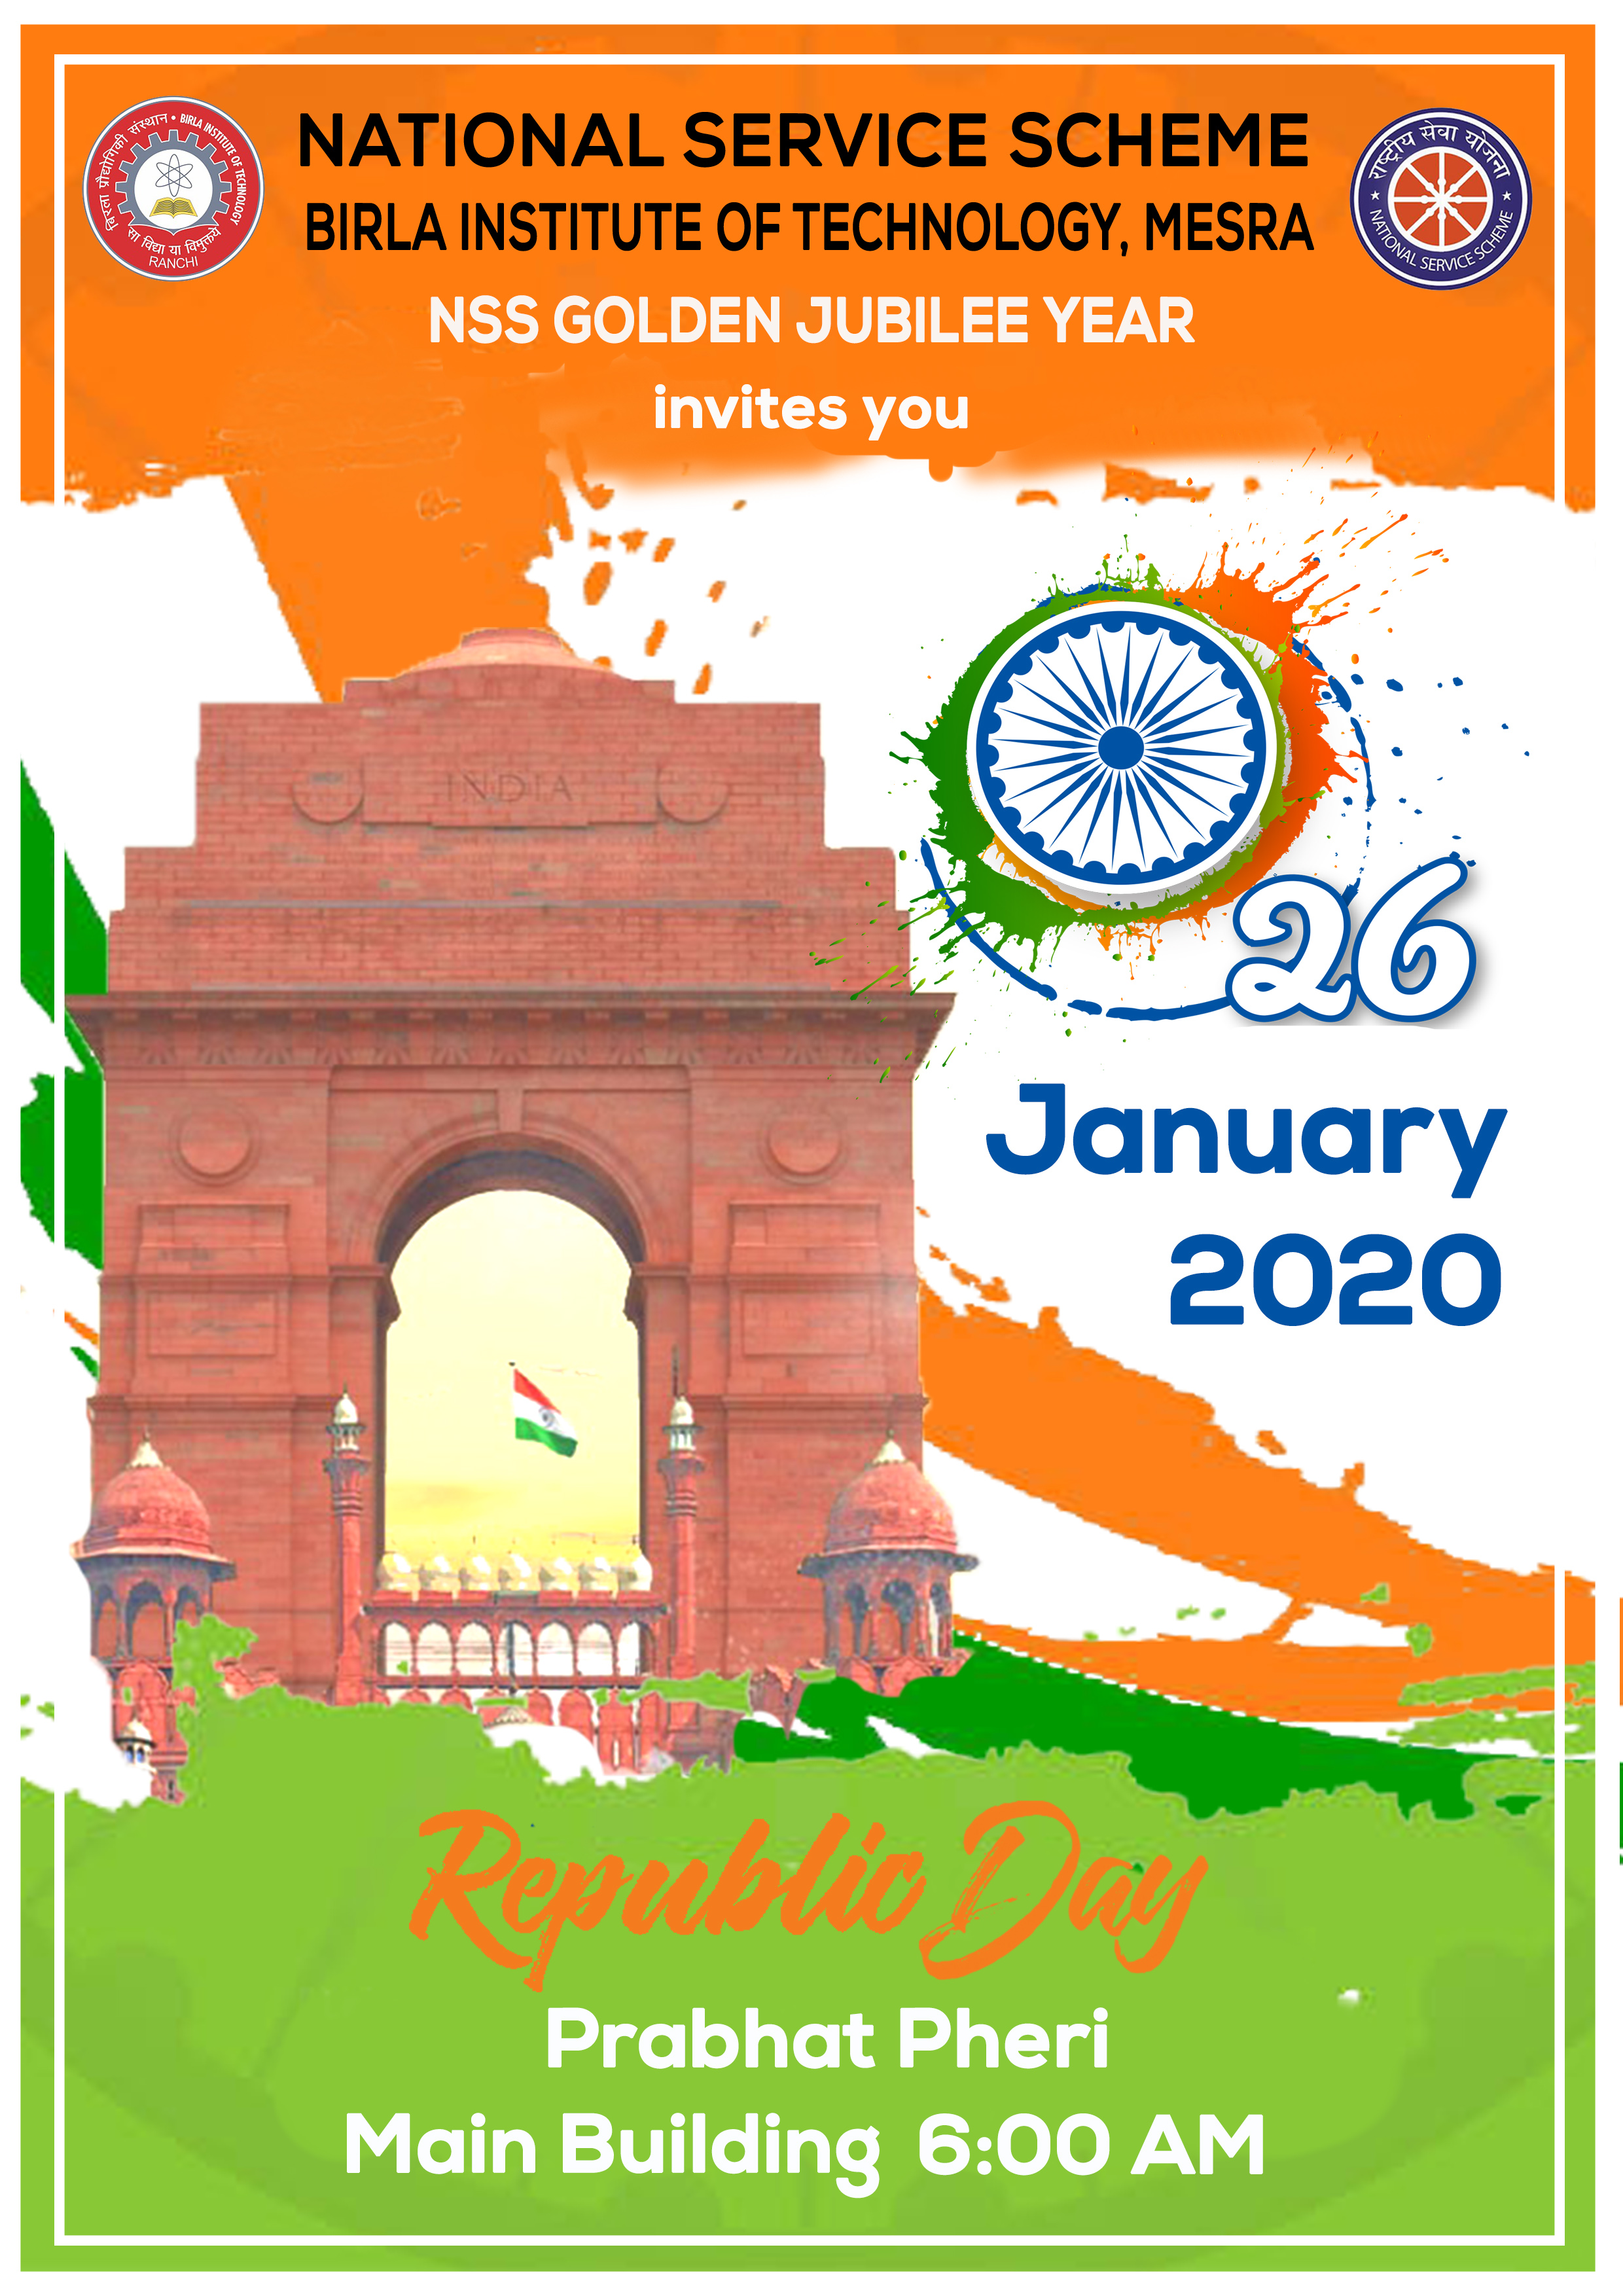 बिरला प्रौद्योगिकी संस्थान • BIRLA INSTITUTE OF TECHNOLOGY
सा विद्या या विमुक्तये
RANCHI
NATIONAL SERVICE SCHEME
BIRLA INSTITUTE OF TECHNOLOGY, MESRA
राष्ट्रीय सेवा योजना
NATIONAL SERVICE SCHEME
NSS GOLDEN JUBILEE YEAR
invites you
INDIA
26
January
2020
Republic Day
Prabhat Pheri
Main Building 6:00 AM